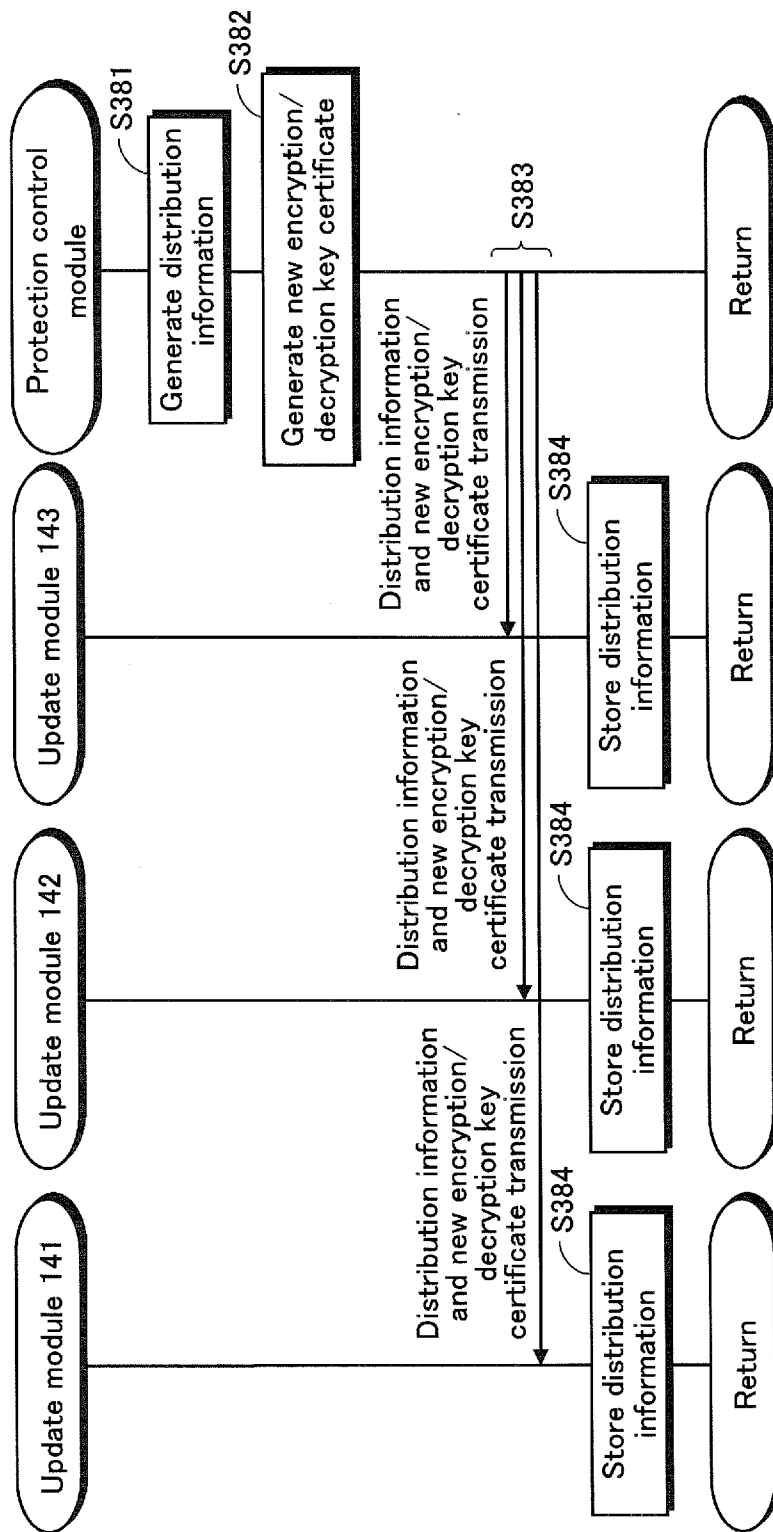 Update module 141
Update module 142
Update module 143
Protection control
module
S381
Generate distribution
information
S382
Generate new encryption/
decryption key certificate
Distribution information
and new encryption/
decryption key
certificate transmission
Distribution information
and new encryption/
decryption key
certificate transmission
Distribution information
and new encryption/
decryption key
certificate transmission
S383
S384
Store distribution
information
S384
Store distribution
information
S384
Store distribution
information
Return
Return
Return
Return